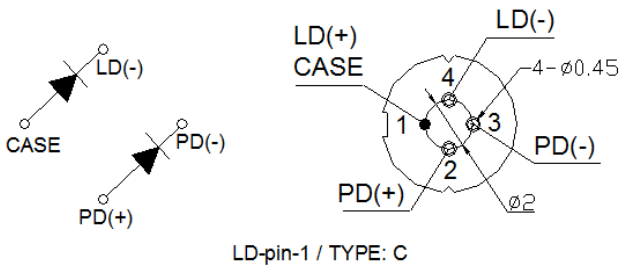 LD(-)
CASE
PD(-)
PD(+)
LD(+)
CASE
LD(-)
4
4-ø0.45
1
3
2
PD(-)
PD(+)
ø2
LD-pin-1 / TYPE: C